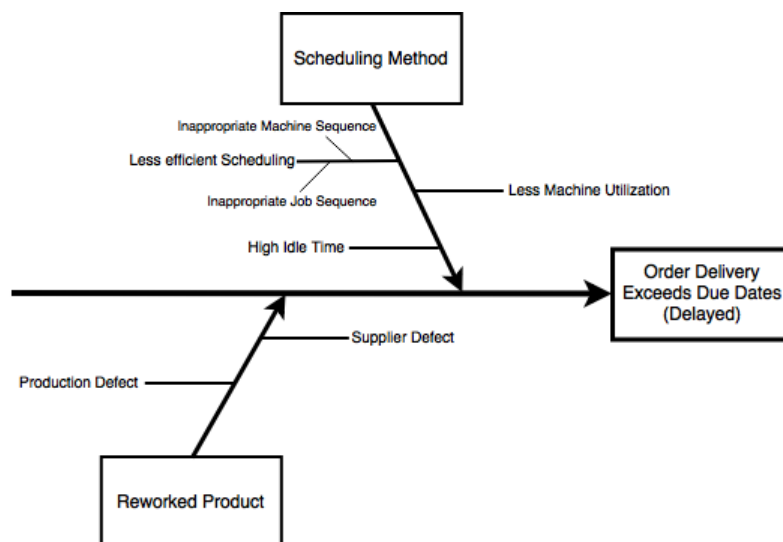 Scheduling Method
Inappropriate Machine Sequence
Less efficient Scheduling
Less Machine Utilization
Inappropriate Job Sequence
High Idle Time
Order Delivery
Exceeds Due Dates
(Delayed)
Supplier Defect
Production Defect
Reworked Product